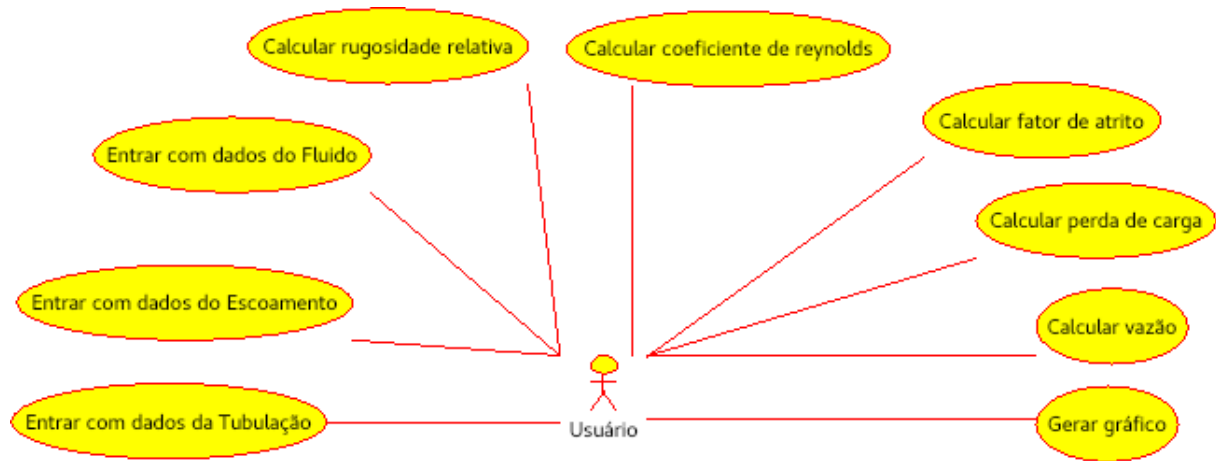 Calcular rugosidade relativa
Calcular coeficiente de reynolds
Calcular fator de atrito
Entrar com dados do Fluido
Calcular perda de carga
Entrar com dados do Escoamento
Calcular vazão
Entrar com dados da Tubulação
Usuário
Gerar gráfico